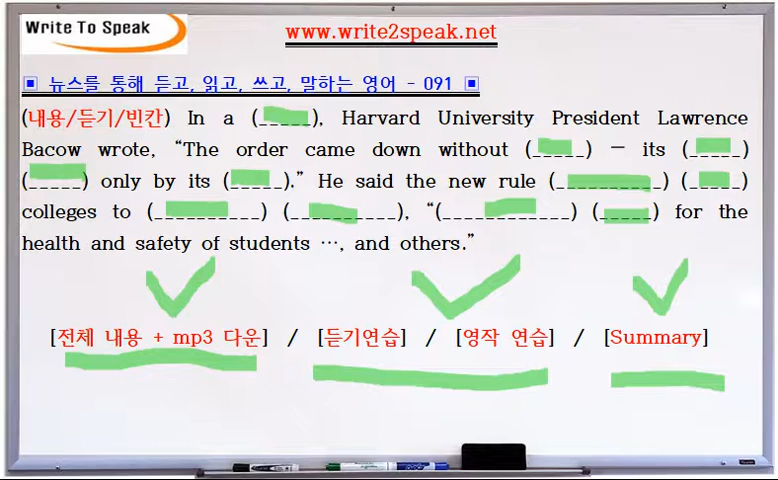 Write To Speak
www.write2speak.net
▣ 뉴스를 통해 듣고, 읽고, 쓰고, 말하는 영어 - 091 ▣
(내용/듣기/빈칸) In a (_____), Harvard University President Lawrence
Bacow wrote, “The order came down without (_____) — its (_____)
(_____) only by its (_____).” He said the new rule (__________) (_____)
colleges to (__________) (__________), “(____________) (_____) for the
health and safety of students …, and others.”
[전체 내용 + mp3 다운] / [듣기연습] / [영작 연습] / [Summary]